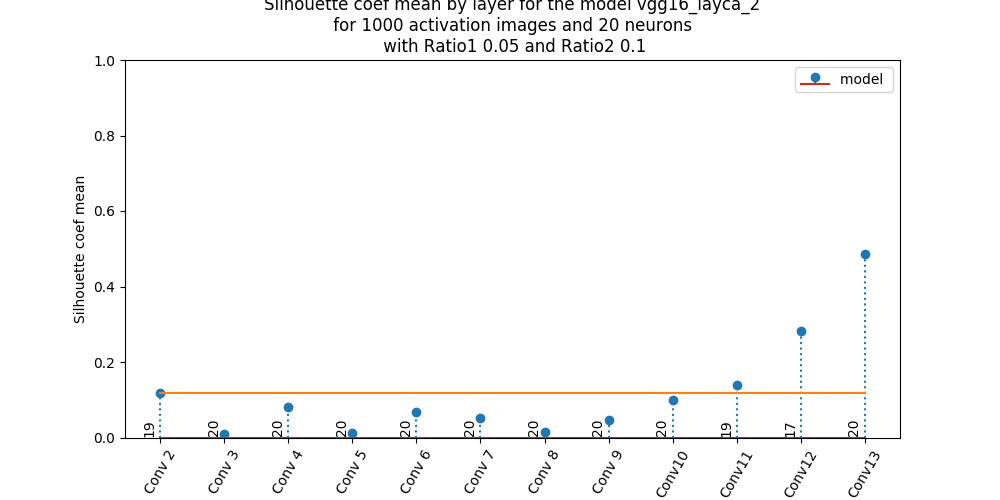 Silhouette coef mean by layer for the model vgg16_layca_2
for 1000 activation images and 20 neurons
with Ratio1 0.05 and Ratio2 0.1
model
Silhouette coef mean
1.0
0.8
0.6
0.4
0.2
0.0
19 20 20 20 20 20 20 20 20 19 17 20
Conv 2 Conv 3 Conv 4 Conv 5 Conv 6 Conv 7 Conv 8 Conv 9 Conv10 Conv11 Conv12 Conv13